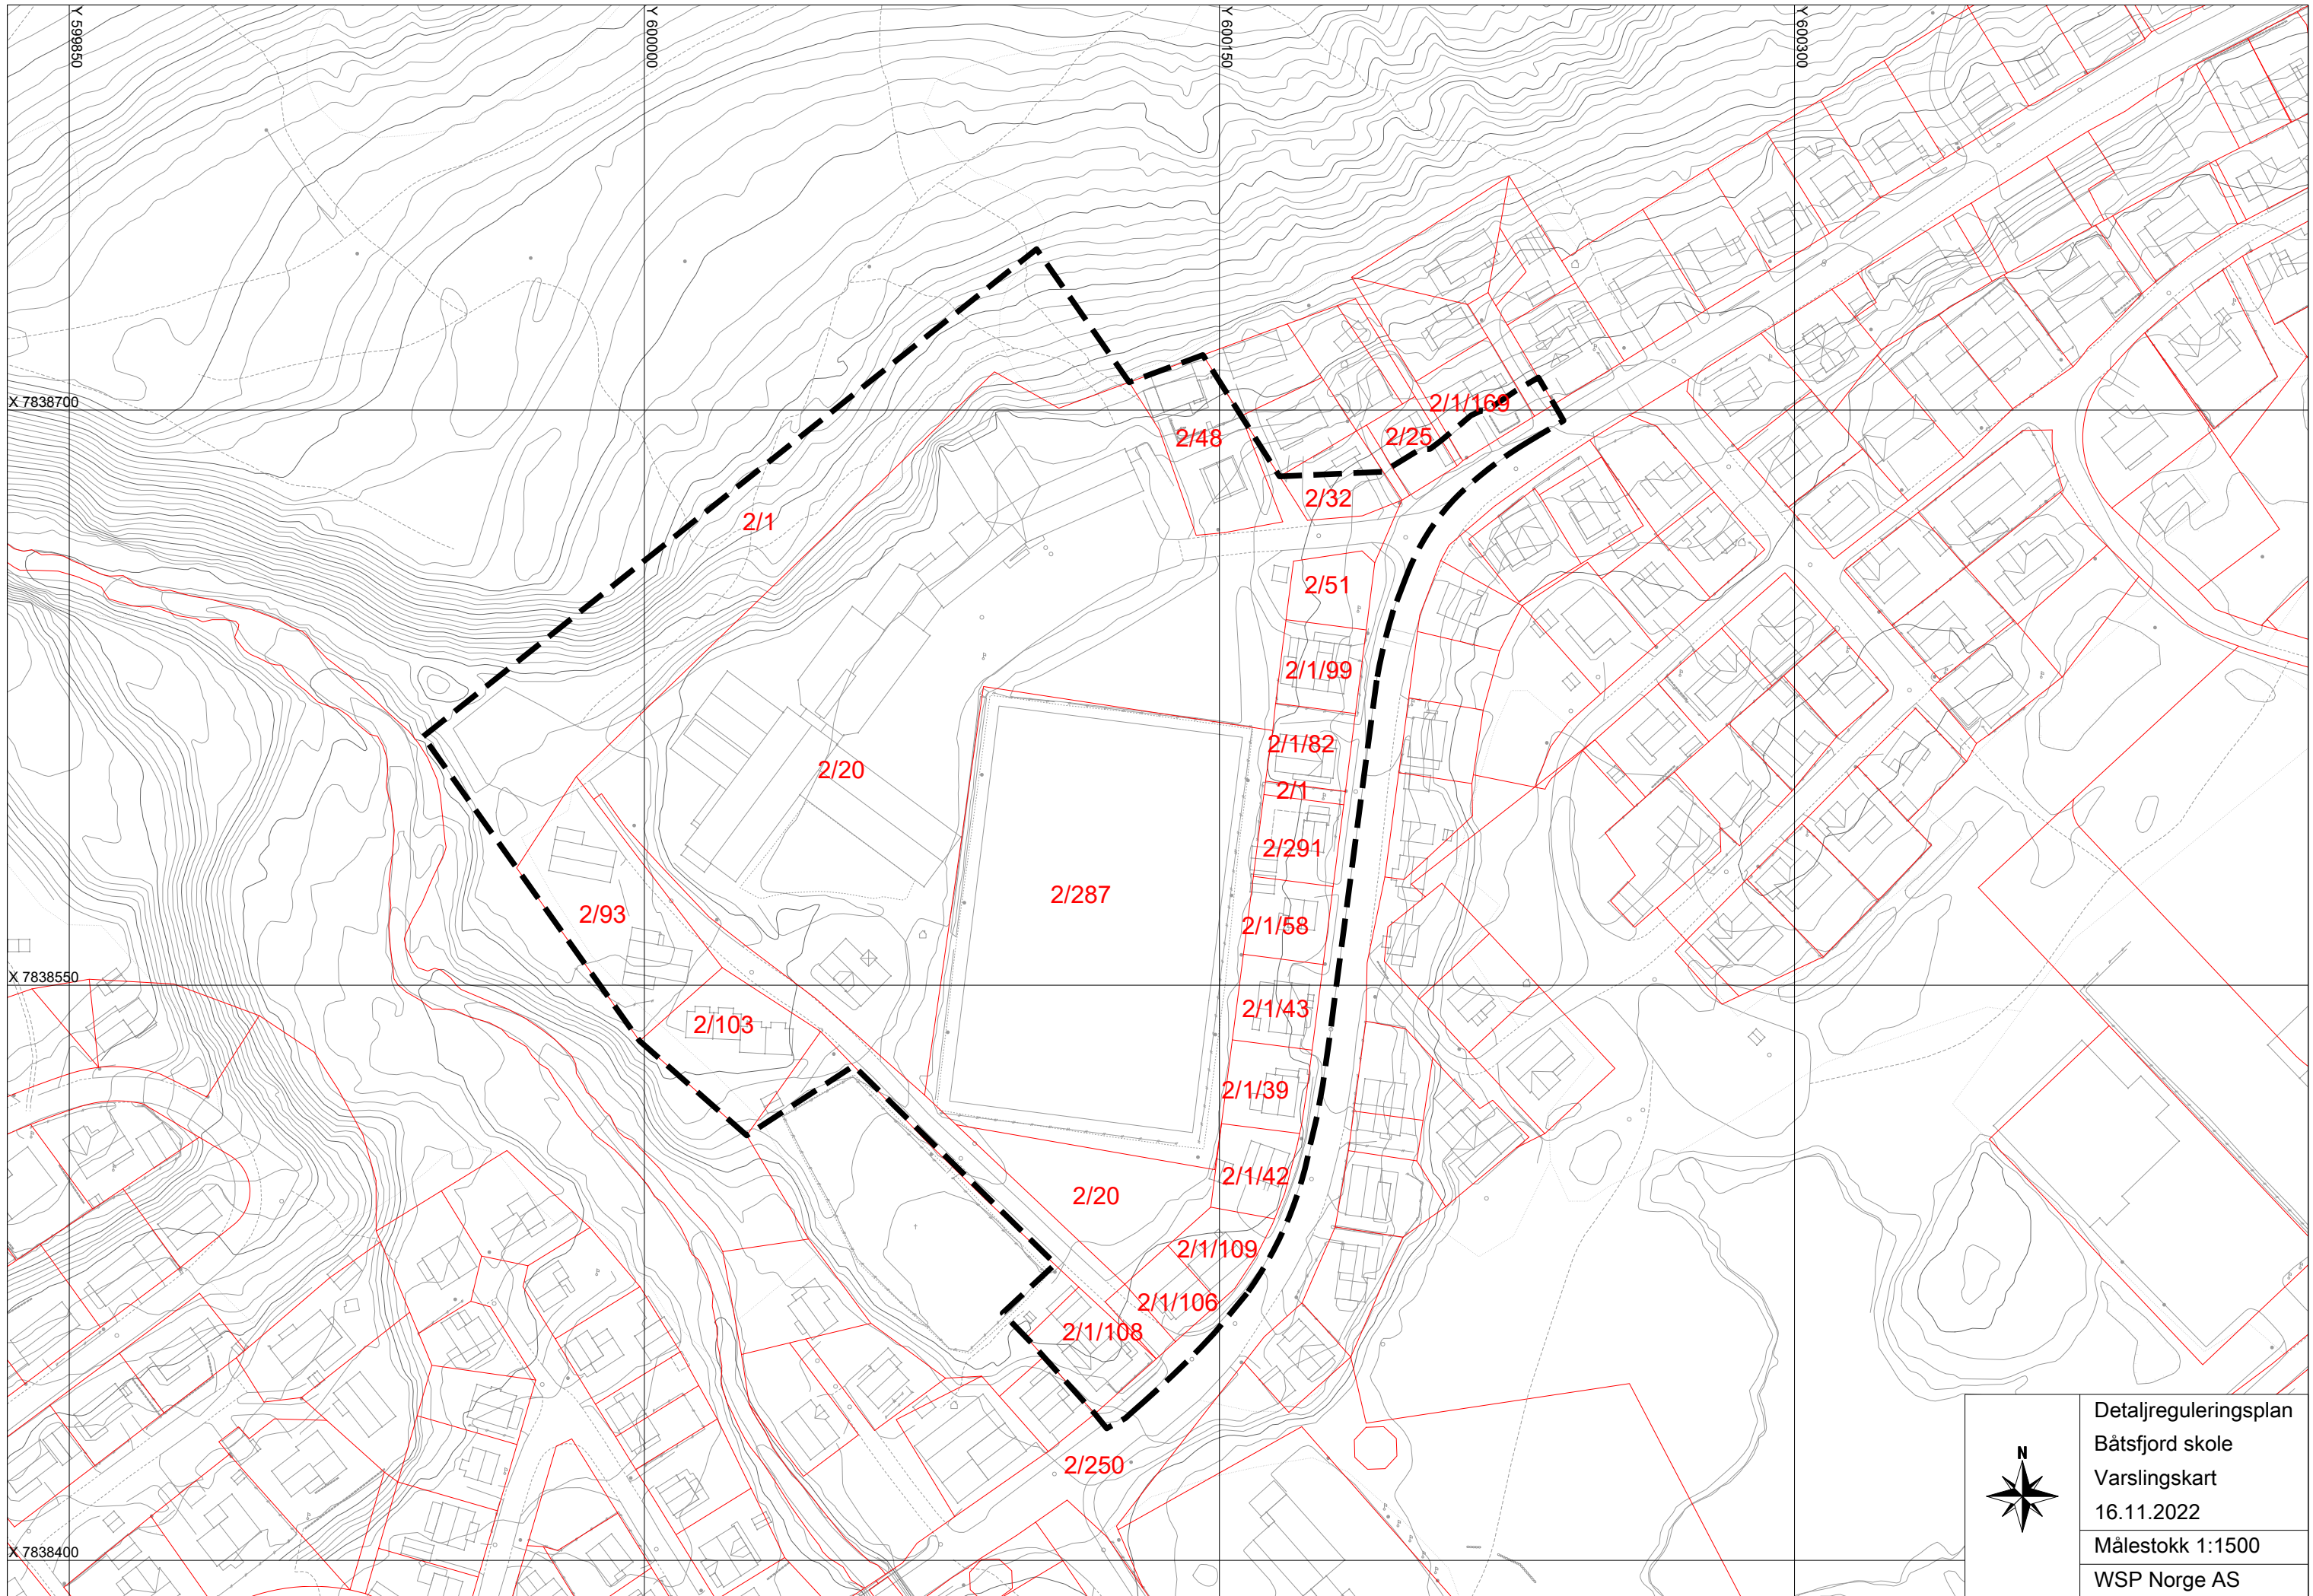 Y 599850
Y 600000
Y 600150
Y 600300
X 7838700
2/1/169
2/48
2/25
2/32
2/1
2/51
2/1/99
2/1/82
2/20
2/1
2/291
2/287
2/93
2/1/58
X 7838550
2/1/43
2/103
2/1/39
2/1/42
2/20
2/1/109
2/1/106
2/1/108
2/250
X 7838400
N
Detaljreguleringsplan
Båtsfjord skole
Varslingskart
16.11.2022
Målestokk 1:1500
WSP Norge AS